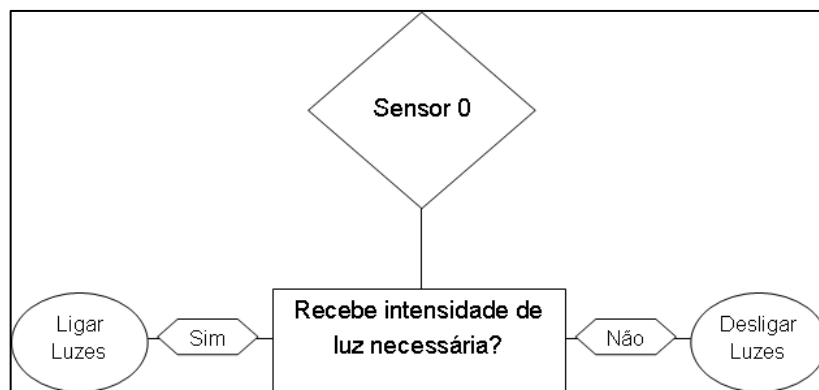 Sensor 0
Recebe intensidade de
luz necessária?
Ligar
Luzes
Sim
Não
Desligar
Luzes